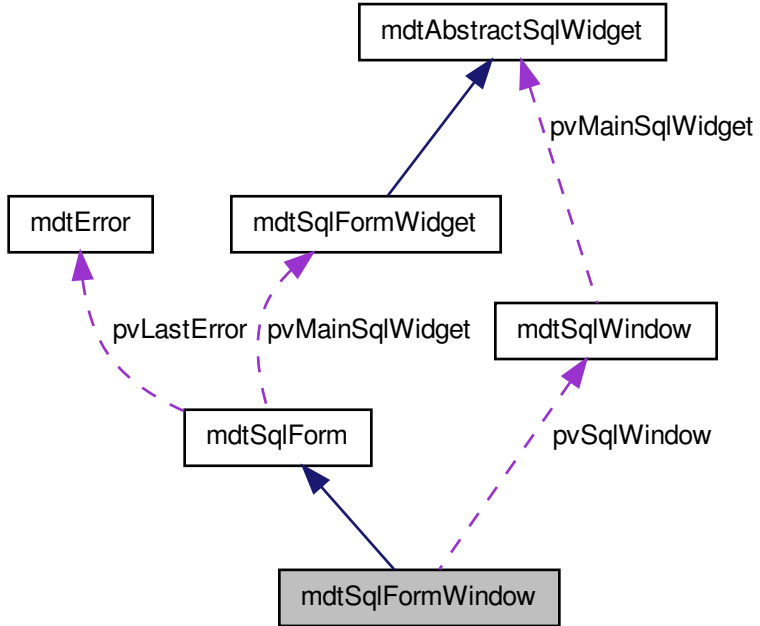 mdtAbstractSqlWidget
pvMainSqlWidget
mdtError
mdtSqlFormWidget
mdtSqlWindow
pvLastError
pvMainSqlWidget
mdtSqlForm
pvSqlWindow
mdtSqlFormWindow